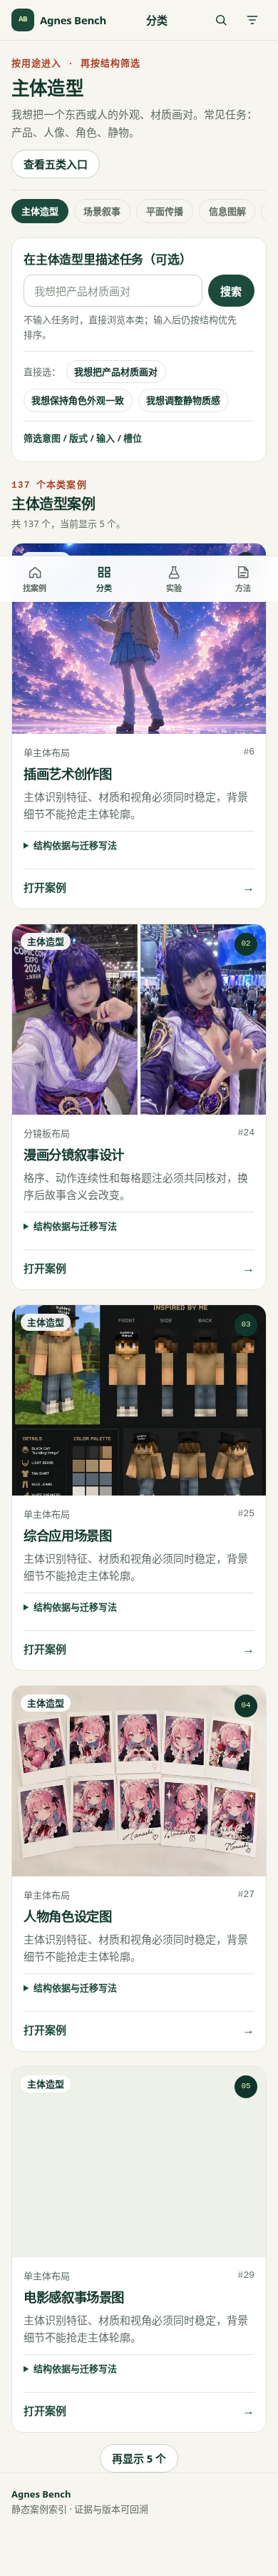 AB
Agnes Bench
分类
按用途进入 · 再按结构筛选
主体造型
我想把一个东西或人的外观、材质画对。常见任务：
产品、人像、角色、静物。
查看五类入口
主体造型
场景叙事
平面传播
信息图解
在主体造型里描述任务（可选）
我想把产品材质画对
搜索
不输入任务时，直接浏览本类；输入后仍按结构优先
排序。
直接选：
我想把产品材质画对
我想保持角色外观一致
我想调整静物质感
筛选意图 / 版式 / 输入 / 槽位
137 个本类案例
主体造型案例
共 137 个，当前显示 5 个。
找案例
分类
实验
方法
单主体布局
#6
插画艺术创作图
主体识别特征、材质和视角必须同时稳定，背景
细节不能抢走主体轮廓。
▶ 结构依据与迁移写法
打开案例
→
主体造型
02
COMIC CON
EXPO
2024
分镜板布局
#24
漫画分镜叙事设计
格序、动作连续性和每格题注必须共同核对，换
序后故事含义会改变。
▶ 结构依据与迁移写法
打开案例
→
主体造型
03
INSPIRED BY ME
FRONT
SIDE
BACK
DETAILS
COLOR PALETTE
单主体布局
#25
综合应用场景图
主体识别特征、材质和视角必须同时稳定，背景
细节不能抢走主体轮廓。
▶ 结构依据与迁移写法
打开案例
→
主体造型
04
单主体布局
#27
人物角色设定图
主体识别特征、材质和视角必须同时稳定，背景
细节不能抢走主体轮廓。
▶ 结构依据与迁移写法
打开案例
→
主体造型
05
单主体布局
#29
电影感叙事场景图
主体识别特征、材质和视角必须同时稳定，背景
细节不能抢走主体轮廓。
▶ 结构依据与迁移写法
打开案例
→
再显示 5 个
Agnes Bench
静态案例索引 · 证据与版本可回溯